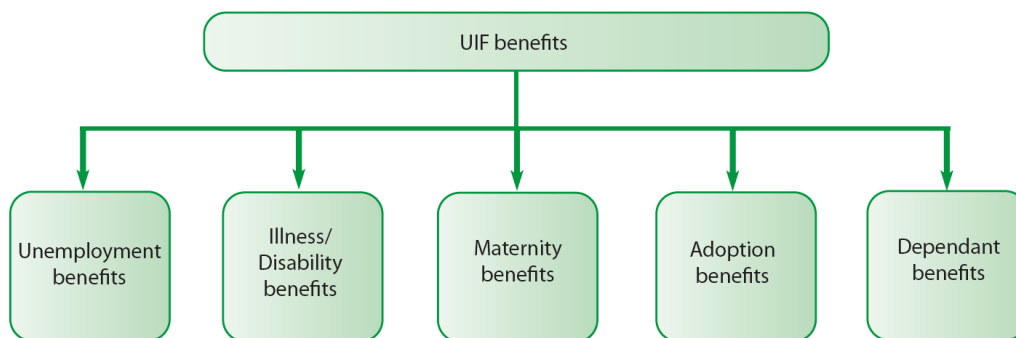 UIF benefits
Unemployment
benefits
Illness/
Disability
benefits
Maternity
benefits
Adoption
benefits
Dependant
benefits